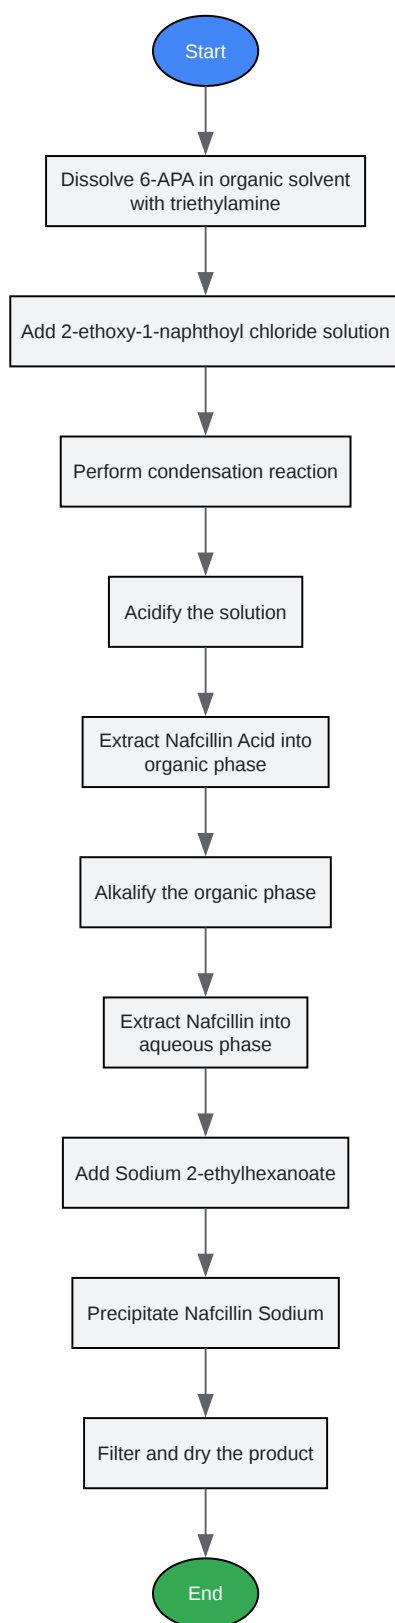 Start
Dissolve 6-APA in organic solvent
with triethylamine
Add 2-ethoxy-1-naphthoyl chloride solution
Perform condensation reaction
Acidify the solution
Extract Nafcillin Acid into
organic phase
Alkalify the organic phase
Extract Nafcillin into
aqueous phase
Add Sodium 2-ethylhexanoate
Precipitate Nafcillin Sodium
Filter and dry the product
End